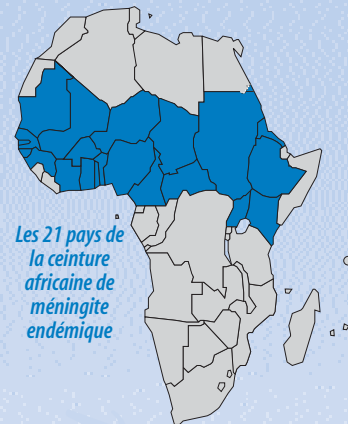 Les 21 pays de
la ceinture
africaine de
méningite
endémique